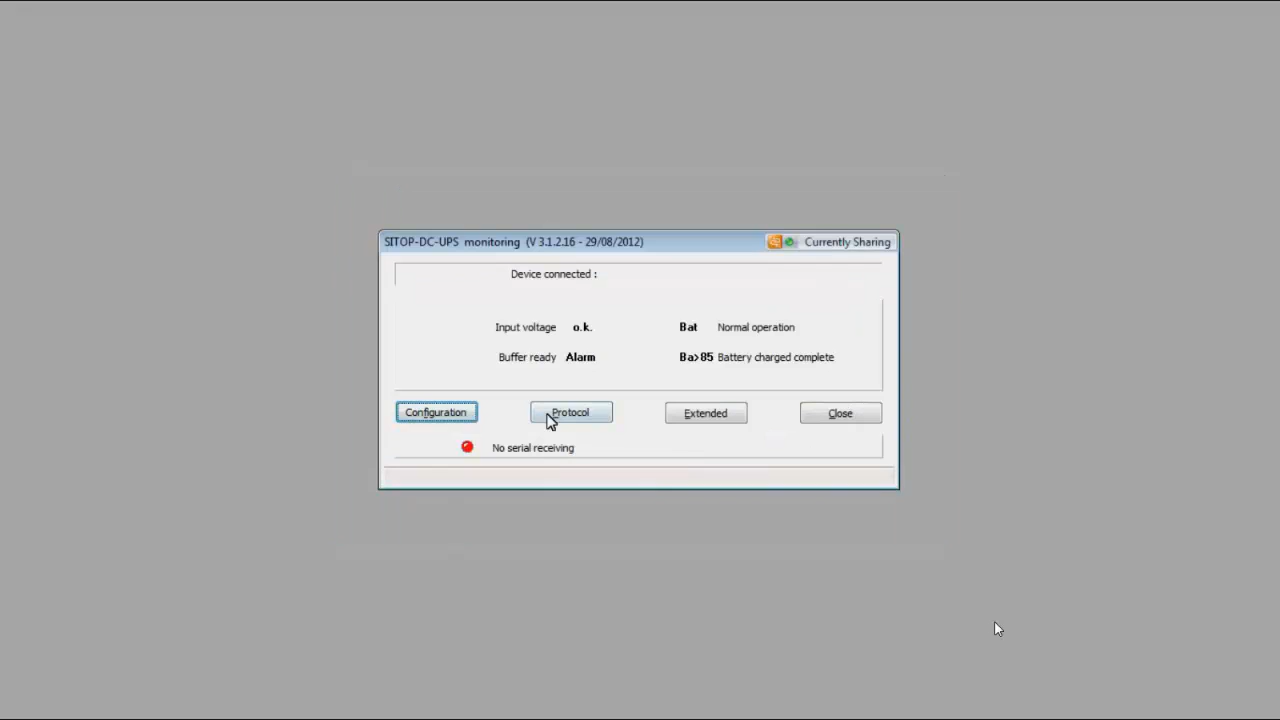 SITOP-DC-UPS monitoring (V 3.1.2.16 - 29/08/2012)
Currently Sharing
Device connected :
Input voltage o.k. Bat Normal operation
Buffer ready Alarm Ba>85 Battery charged complete
Configuration Protocol Extended Close
No serial receiving